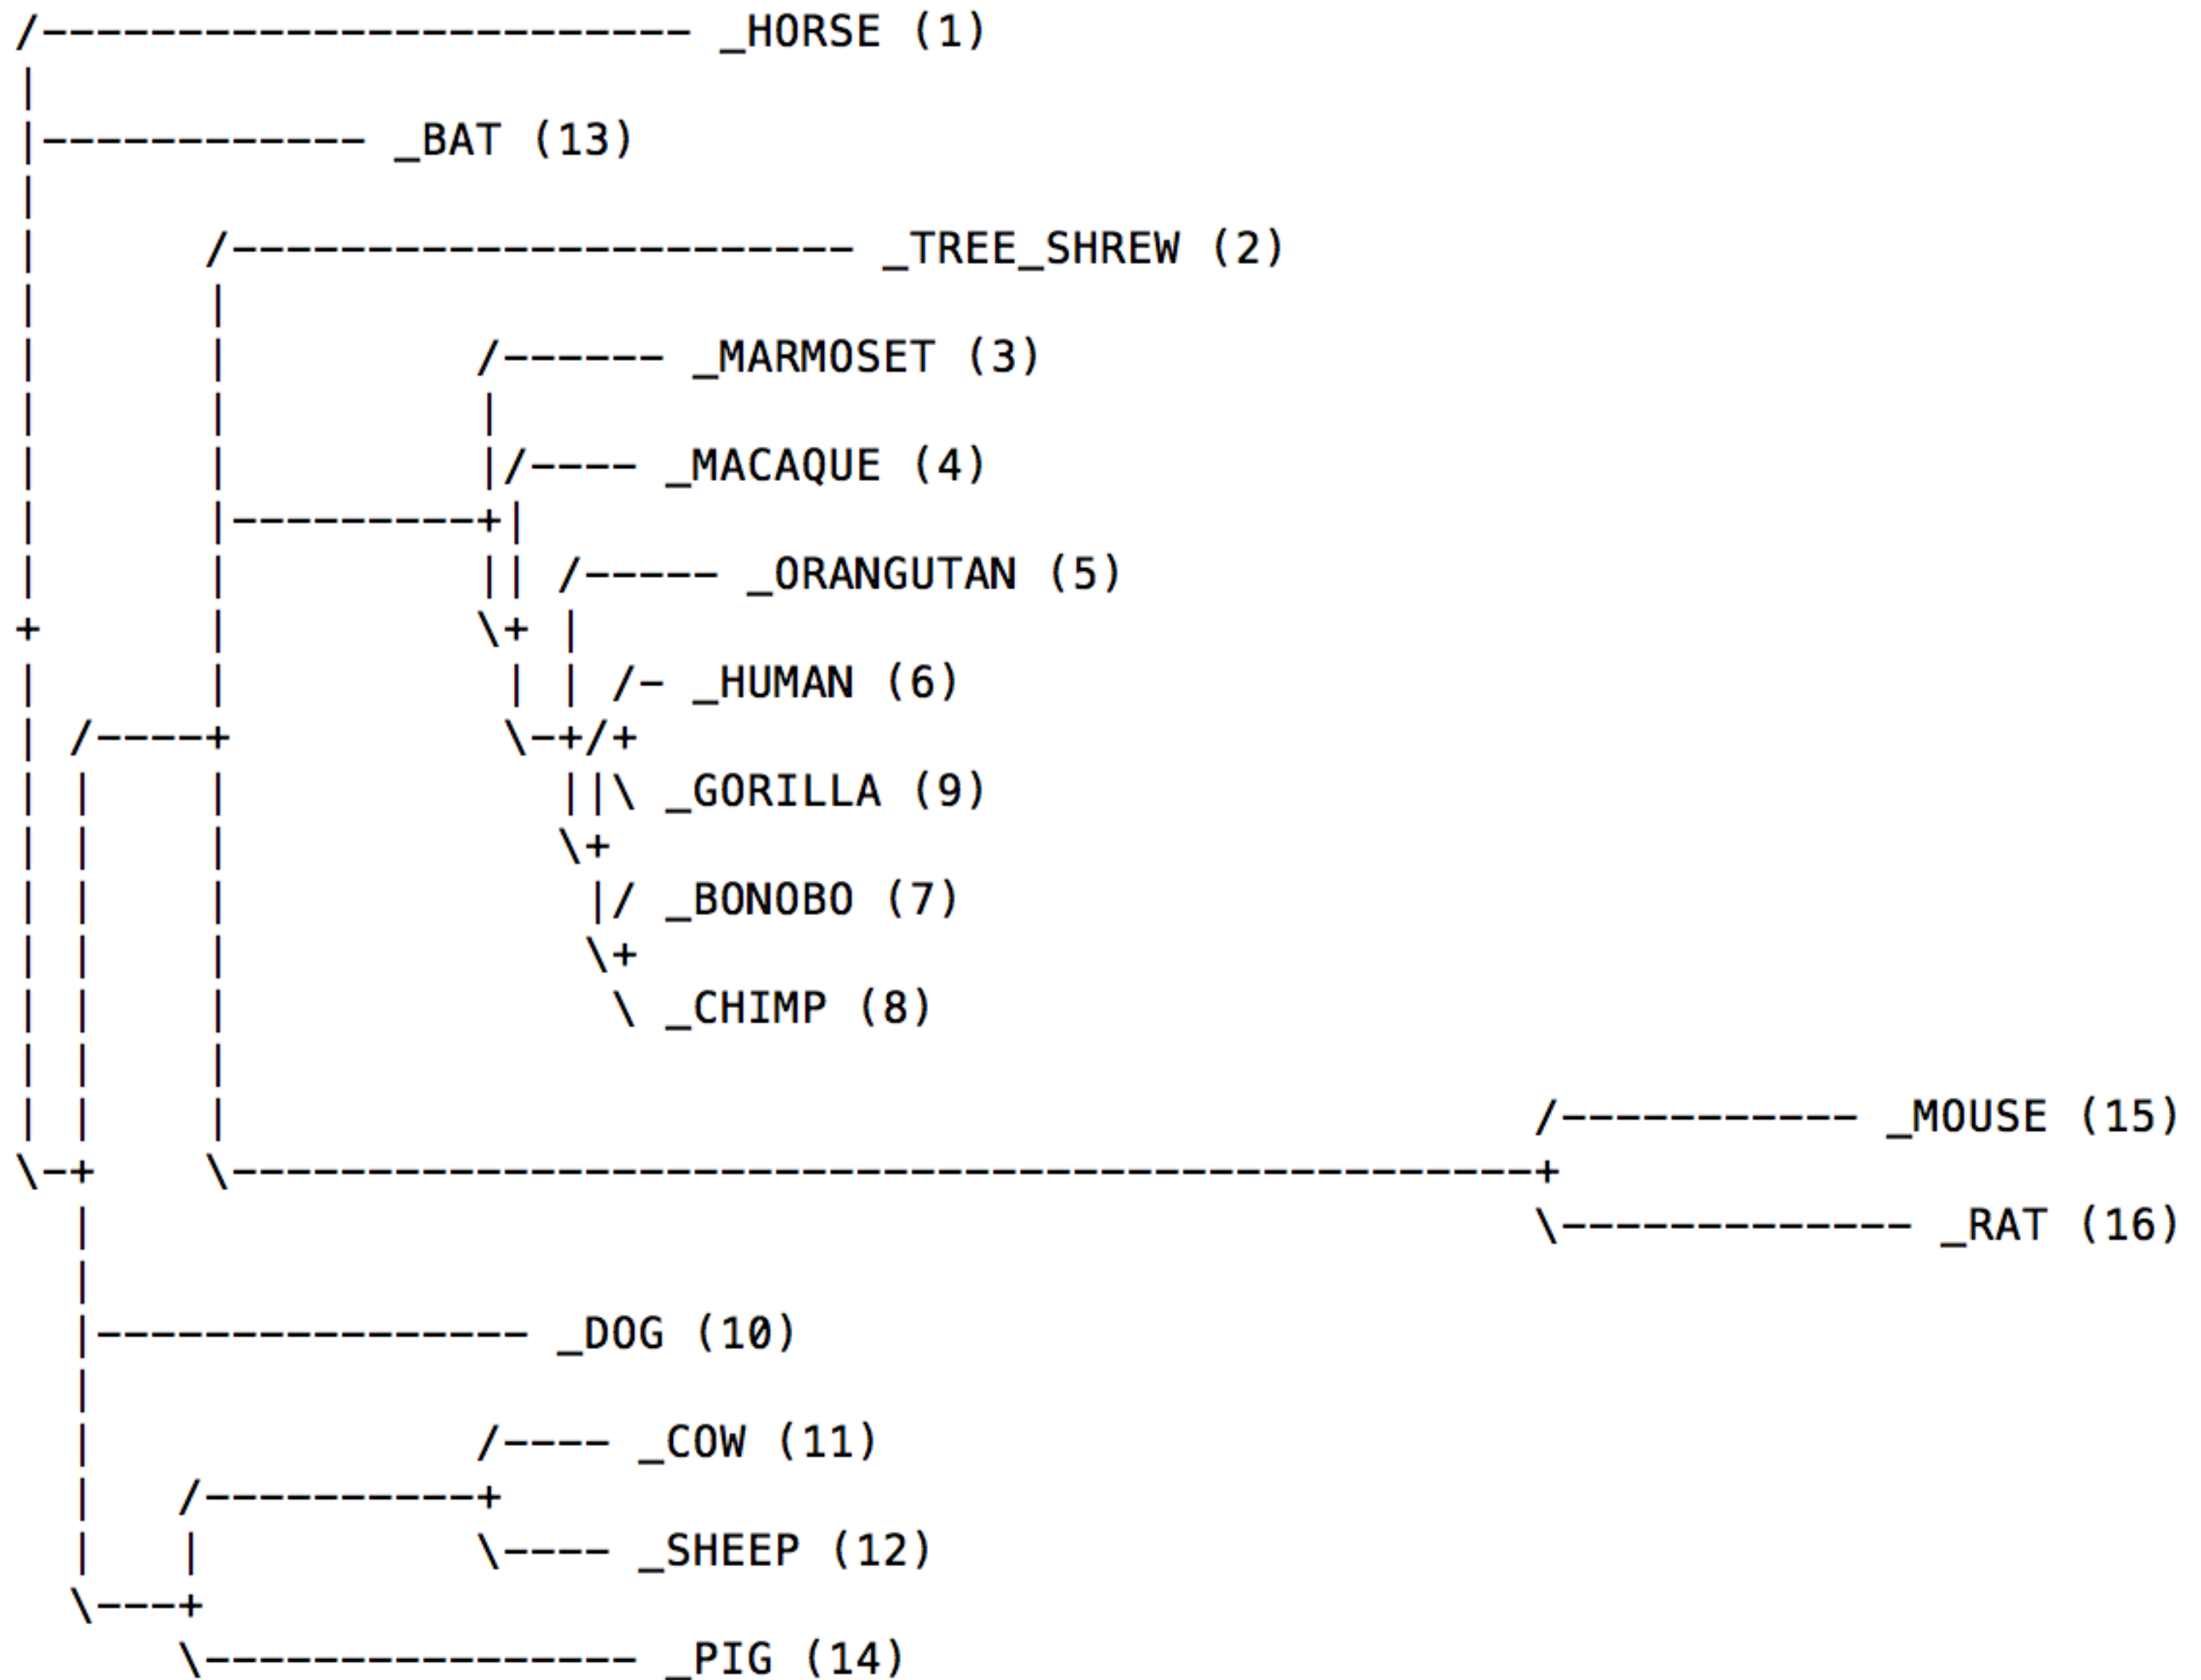 /------------------------ _HORSE (1)
|
|------------ _BAT (13)
|
|      /----------------------- _TREE_SHREW (2)
|      |
|      |         /------ _MARMOSET (3)
|      |         |
|      |         |/---- _MACAQUE (4)
|      |---------+|
|      |         || /----- _ORANGUTAN (5)
+      |         \+ |
|      |          | | /- _HUMAN (6)
| /----+          \-+/+
| |    |            ||\ _GORILLA (9)
| |    |            \+
| |    |             |/ _BONOBO (7)
| |    |             \+
| |    |              \ _CHIMP (8)
| |    |
| |    |                                                /----------- _MOUSE (15)
\-+    \------------------------------------------------+
  |                                                     \------------- _RAT (16)
  |
  |---------------- _DOG (10)
  |
  |              /---- _COW (11)
  |   /----------+
  |   |          \---- _SHEEP (12)
  \---+
      \---------------- _PIG (14)